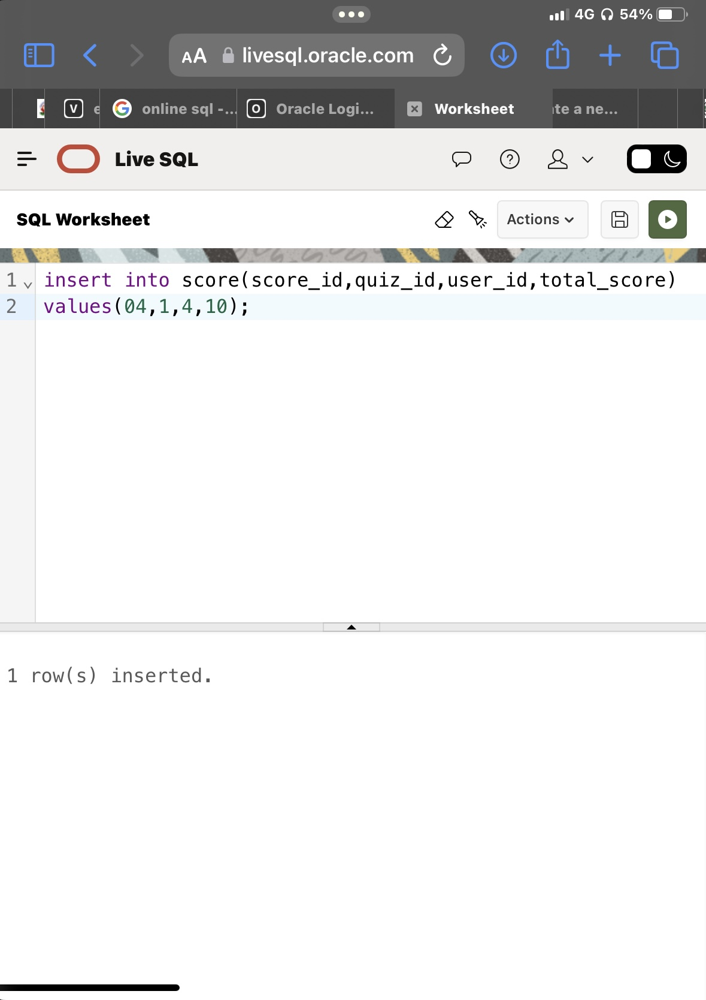 4G 54%
AA livesql.oracle.com
V e online sql -... O Oracle Logi... Worksheet te a ne...
Live SQL
SQL Worksheet Actions
1 insert into score(score_id,quiz_id,user_id,total_score)
2 values(04,1,4,10);
1 row(s) inserted.